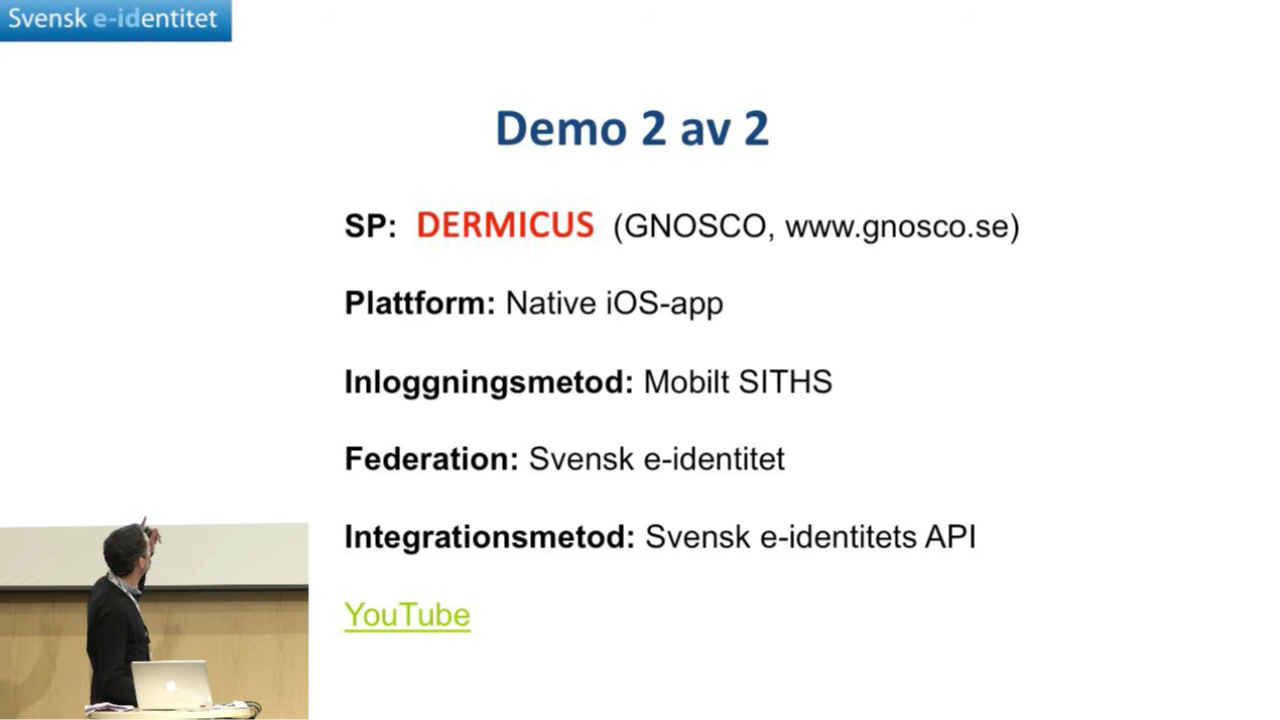 Svensk e-identitet
Demo 2 av 2
SP: DERMICUS (GNOSCO, www.gnosco.se)
Plattform: Native iOS-app
Inloggningsmetod: Mobilt SITHS
Federation: Svensk e-identitet
Integrationsmetod: Svensk e-identitets API
YouTube